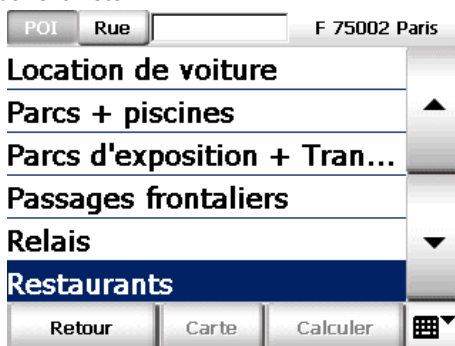 POI Rue F 75002 Paris
Location de voiture
Parcs + piscines
Parcs d'exposition + Tran...
Passages frontaliers
Relais
Restaurants
Retour Carte Calculer